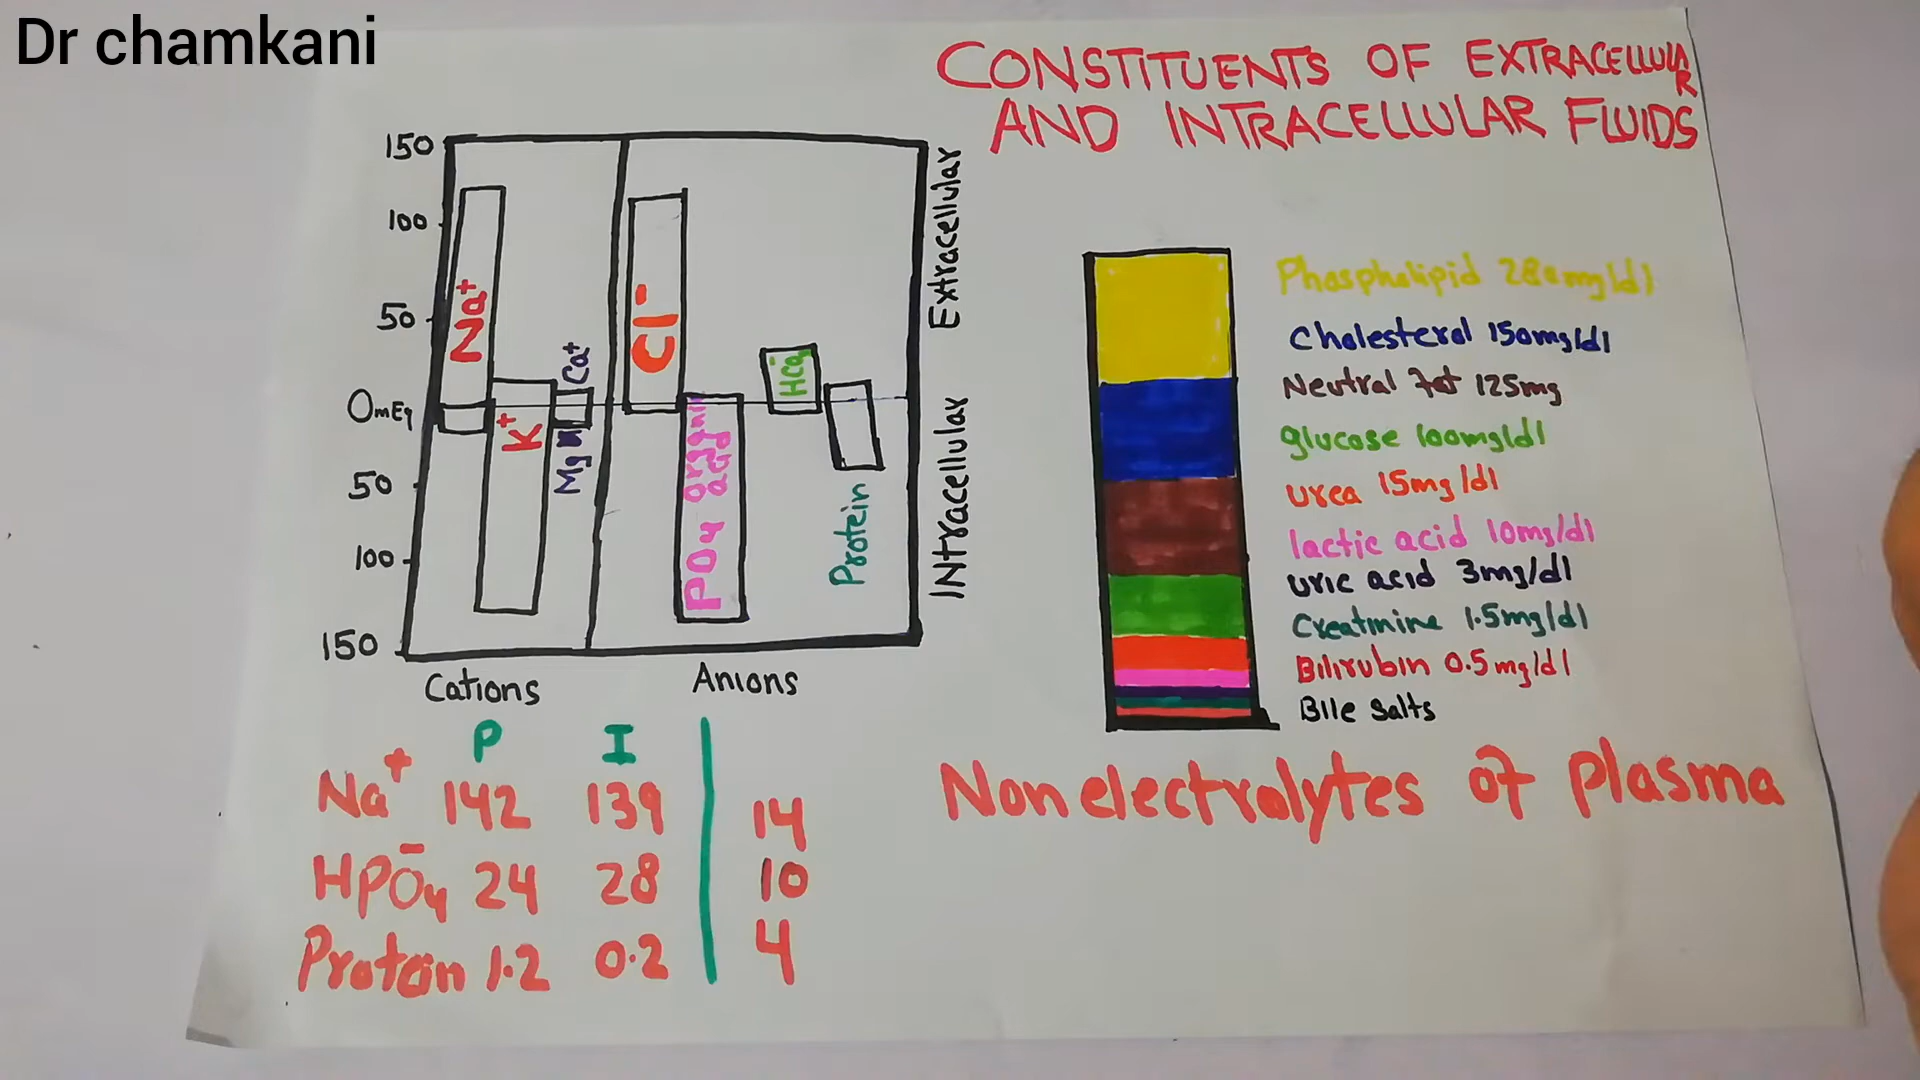 Dr chamkani
CONSTITUENTS OF EXTRACELLULAR
AND INTRACELLULAR FLUIDS
150
100
50
0mEq
50
100
150
Na+
K+
Ca+
Mg
Cl-
PO4 organic acid
HCO3-
Protein
Extracellular
INtracellular
Cations
Anions
Phospholipid 280mg/dl
Cholesterol 150mg/dl
Neutral fat 125mg
glucose 100mg/dl
urea 15mg/dl
lactic acid 10mg/dl
uric acid 3mg/dl
Creatinine 1.5mg/dl
Bilirubin 0.5mg/dl
Bile salts
Nonelectrolytes of plasma
P I
Na+ 142 139 14
HPO4- 24 28 10
Protein 1.2 0.2 4